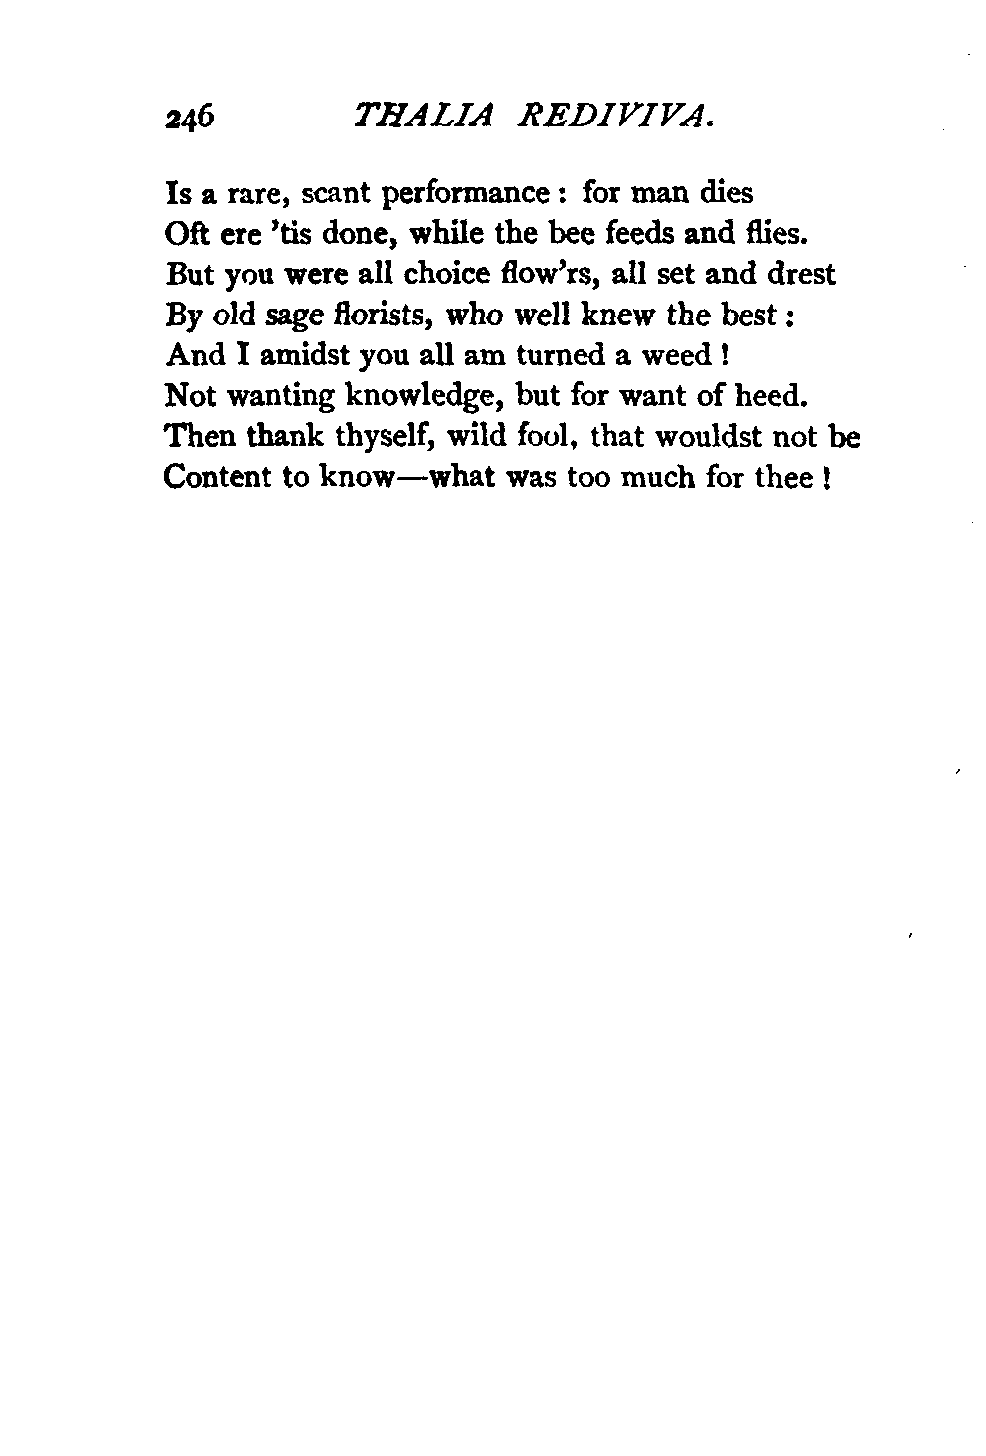 246 THALIA REDIVIVA.
Is a rare, scant performance : for man dies
Oft ere 'tis done, while the bee feeds and flies.
But you were all choice flow'rs, all set and drest
By old sage florists, who well knew the best :
And I amidst you all am turned a weed !
Not wanting knowledge, but for want of heed.
Then thank thyself, wild fool, that wouldst not be
Content to know—what was too much for thee !